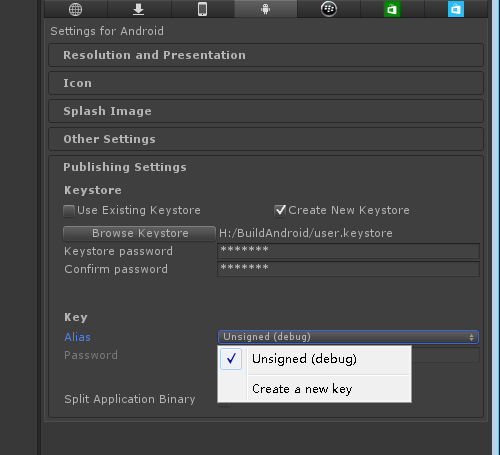 Settings for Android
Resolution and Presentation
Icon
Splash Image
Other Settings
Publishing Settings
Keystore
Use Existing Keystore Create New Keystore
Browse Keystore H:/BuildAndroid/user.keystore
Keystore password *******
Confirm password *******
Key
Alias Unsigned (debug)
Password
Unsigned (debug)
Create a new key
Split Application Binary